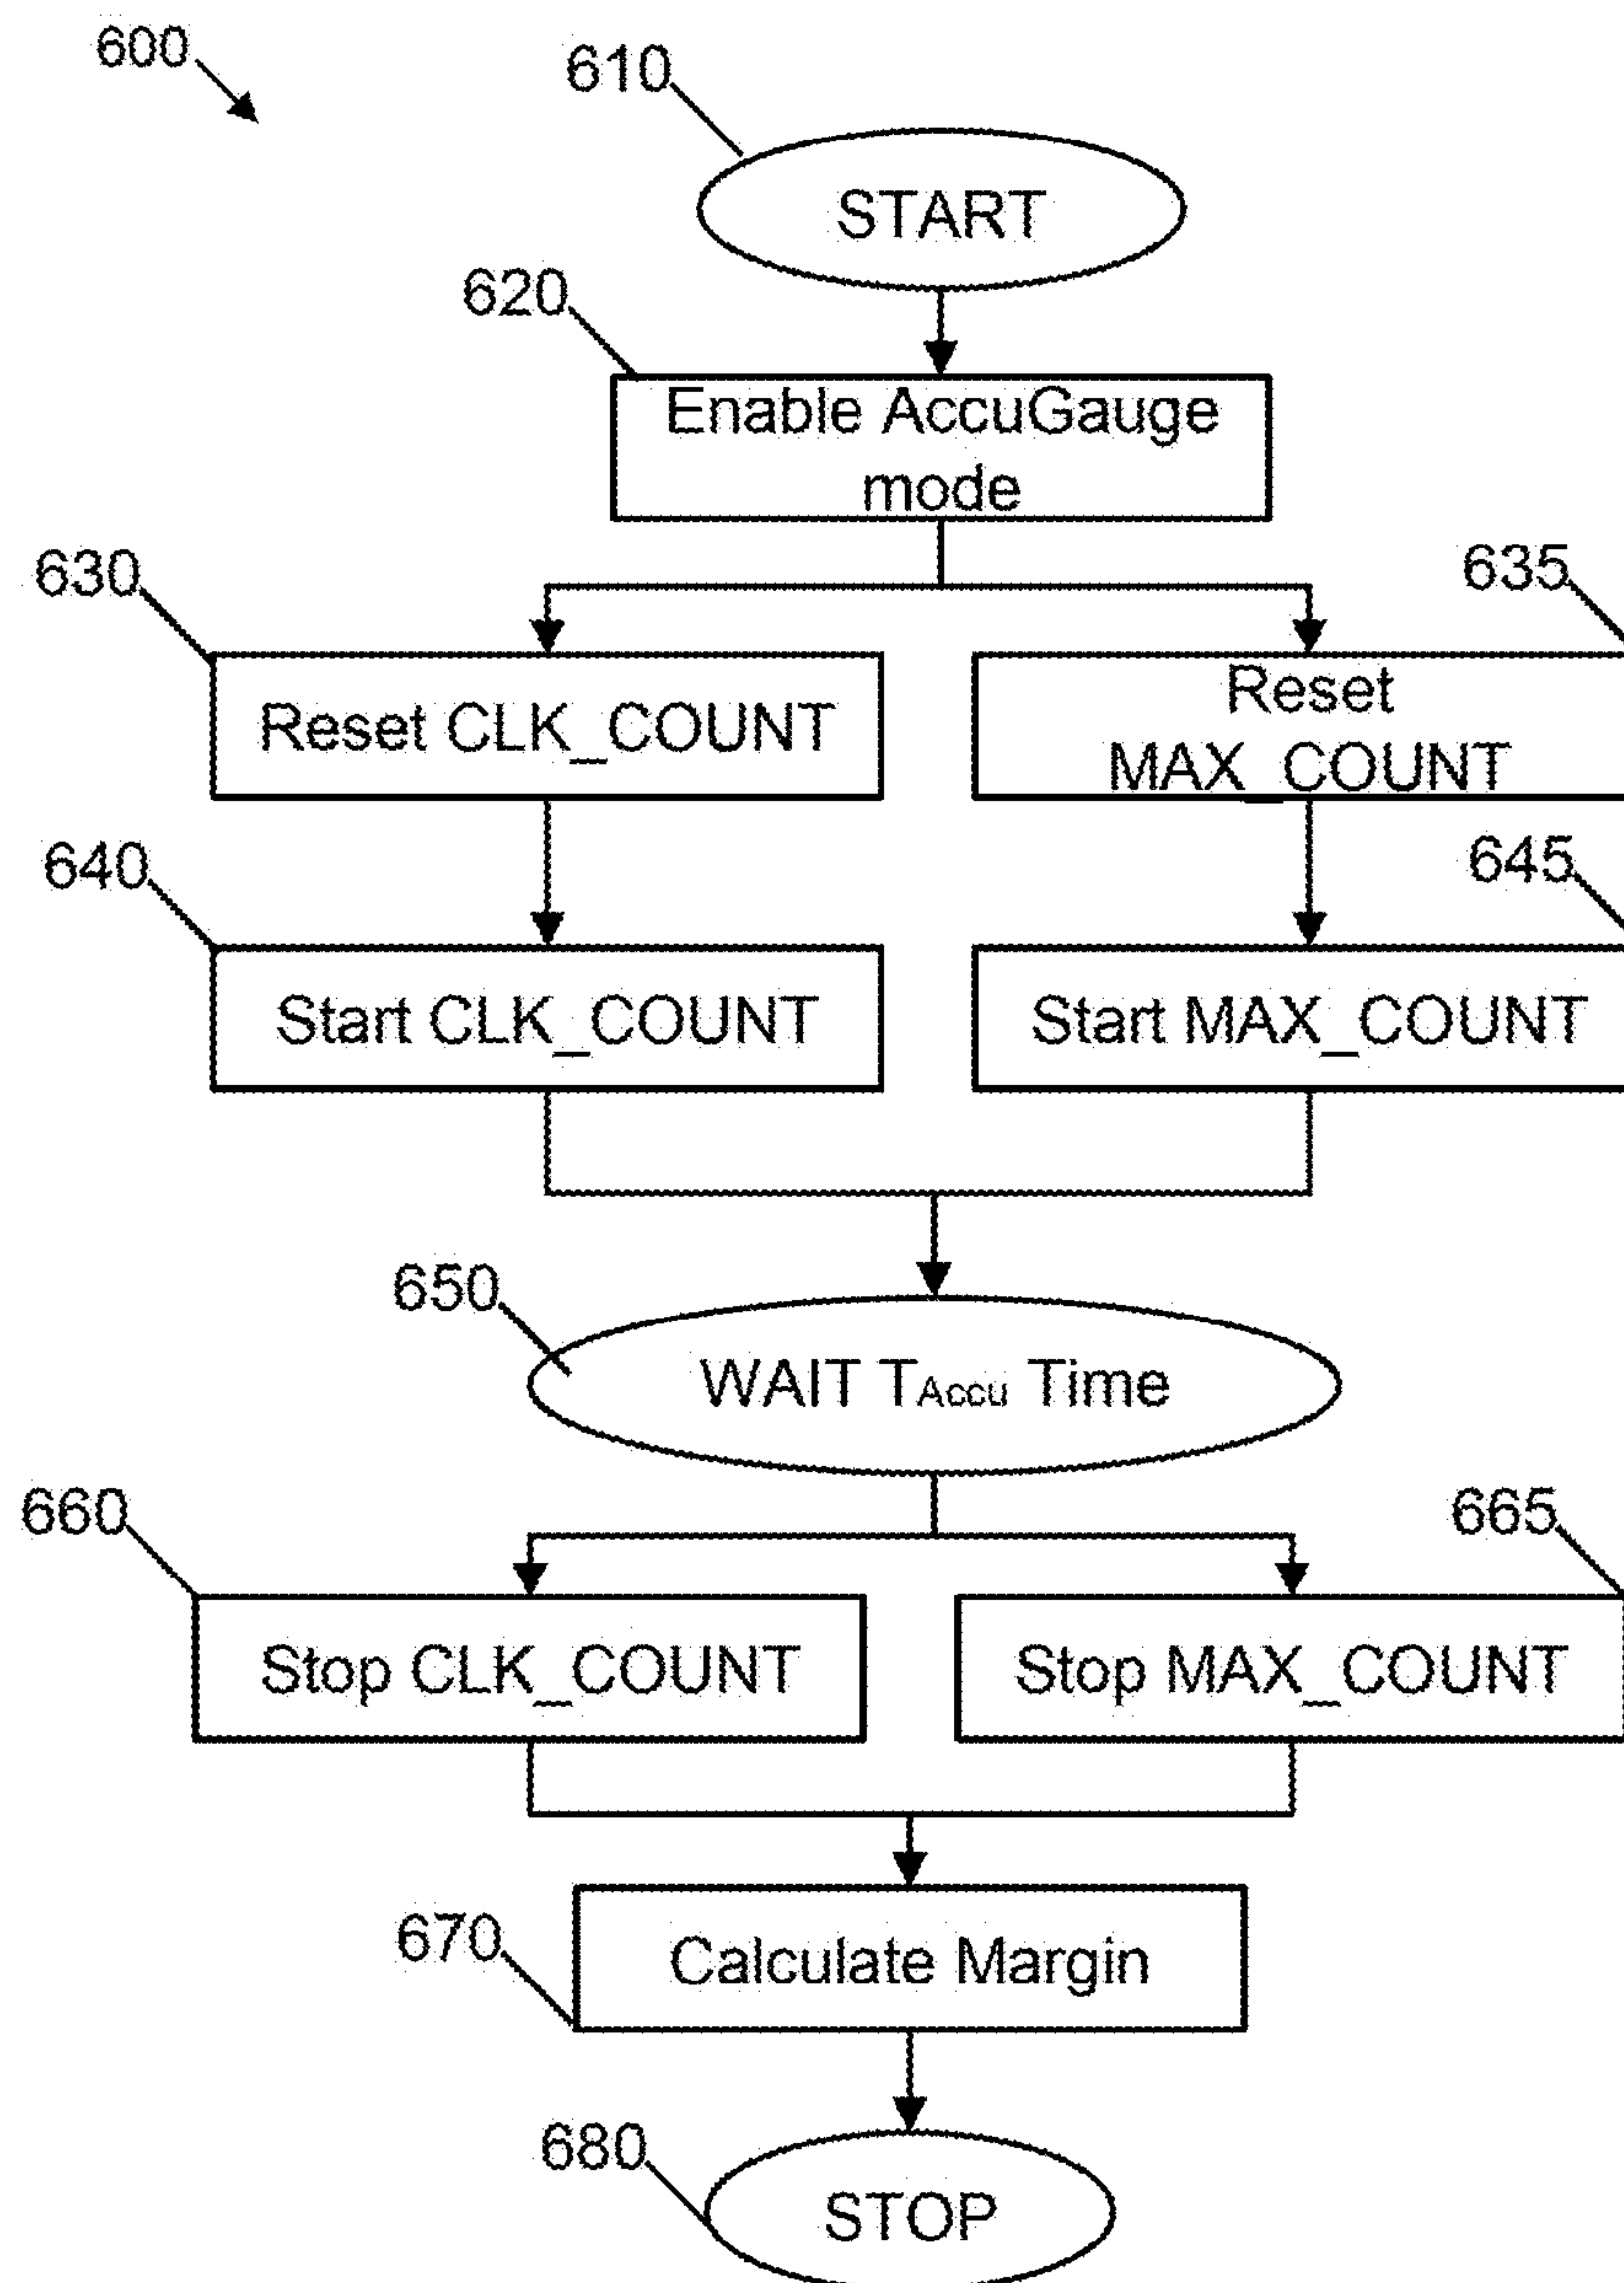 600
610
START
620
Enable AccuGauge
mode
630
635
Reset CLK_COUNT
Reset
MAX_COUNT
640
645
Start CLK_COUNT
Start MAX_COUNT
650
WAIT TAccu Time
660
665
Stop CLK_COUNT
Stop MAX_COUNT
670
Calculate Margin
680
STOP